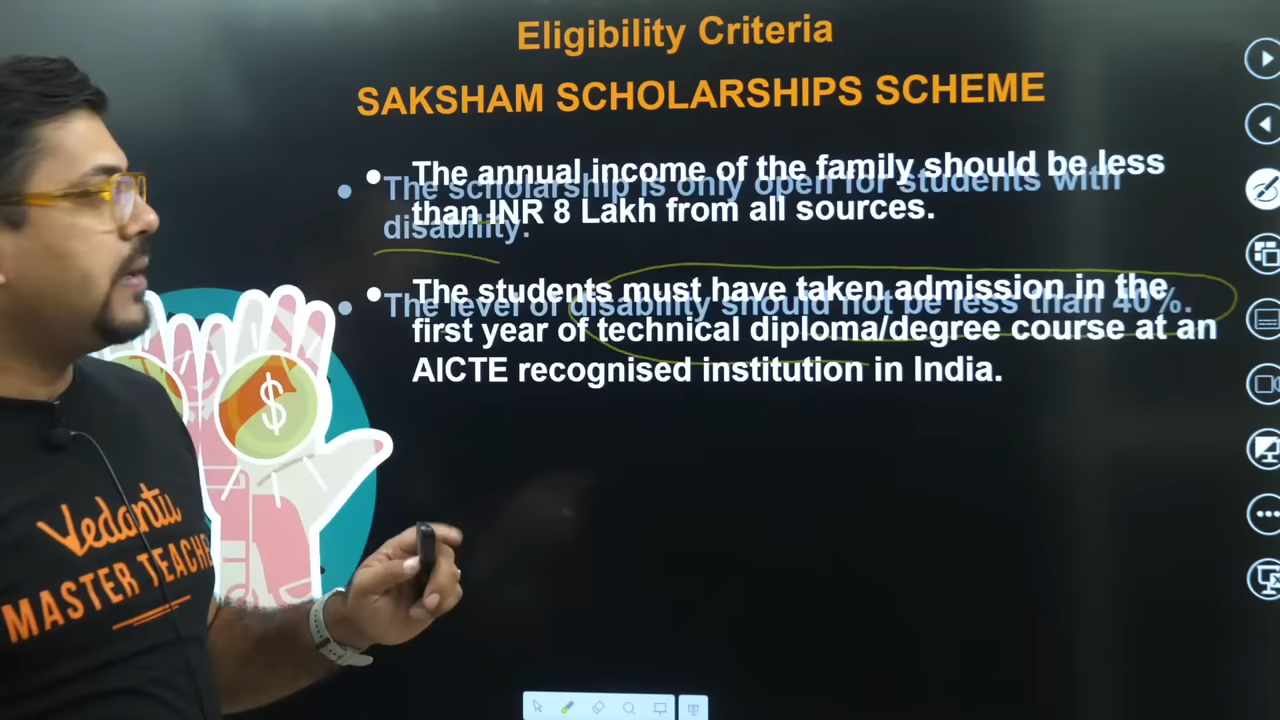 Eligibility Criteria
SAKSHAM SCHOLARSHIPS SCHEME
• The annual income of the family should be less
than INR 8 Lakh from all sources.
• The scholarship is only open for students with
disability.
• The students must have taken admission in the
first year of technical diploma/degree course at an
AICTE recognised institution in India.
• The level of disability should not be less than 40%.
$
Vedantu
MASTER TEACHE